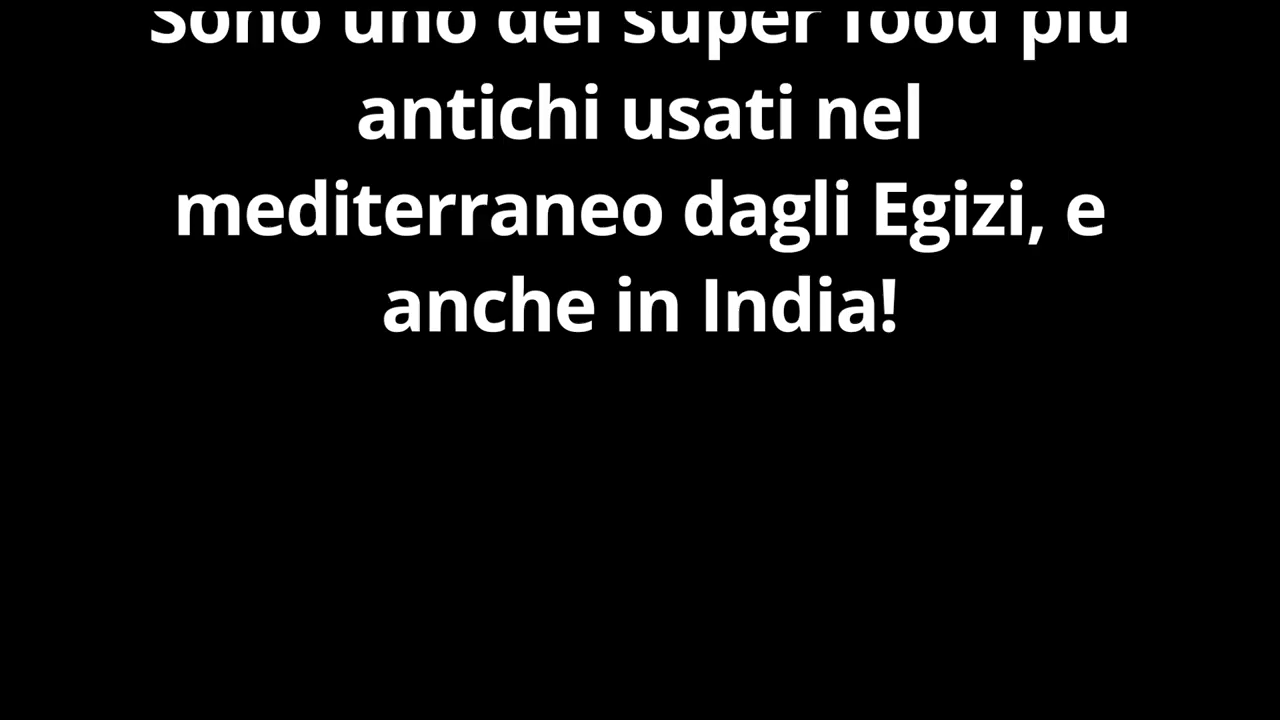 Sono uno dei super food più
antichi usati nel
mediterraneo dagli Egizi, e
anche in India!